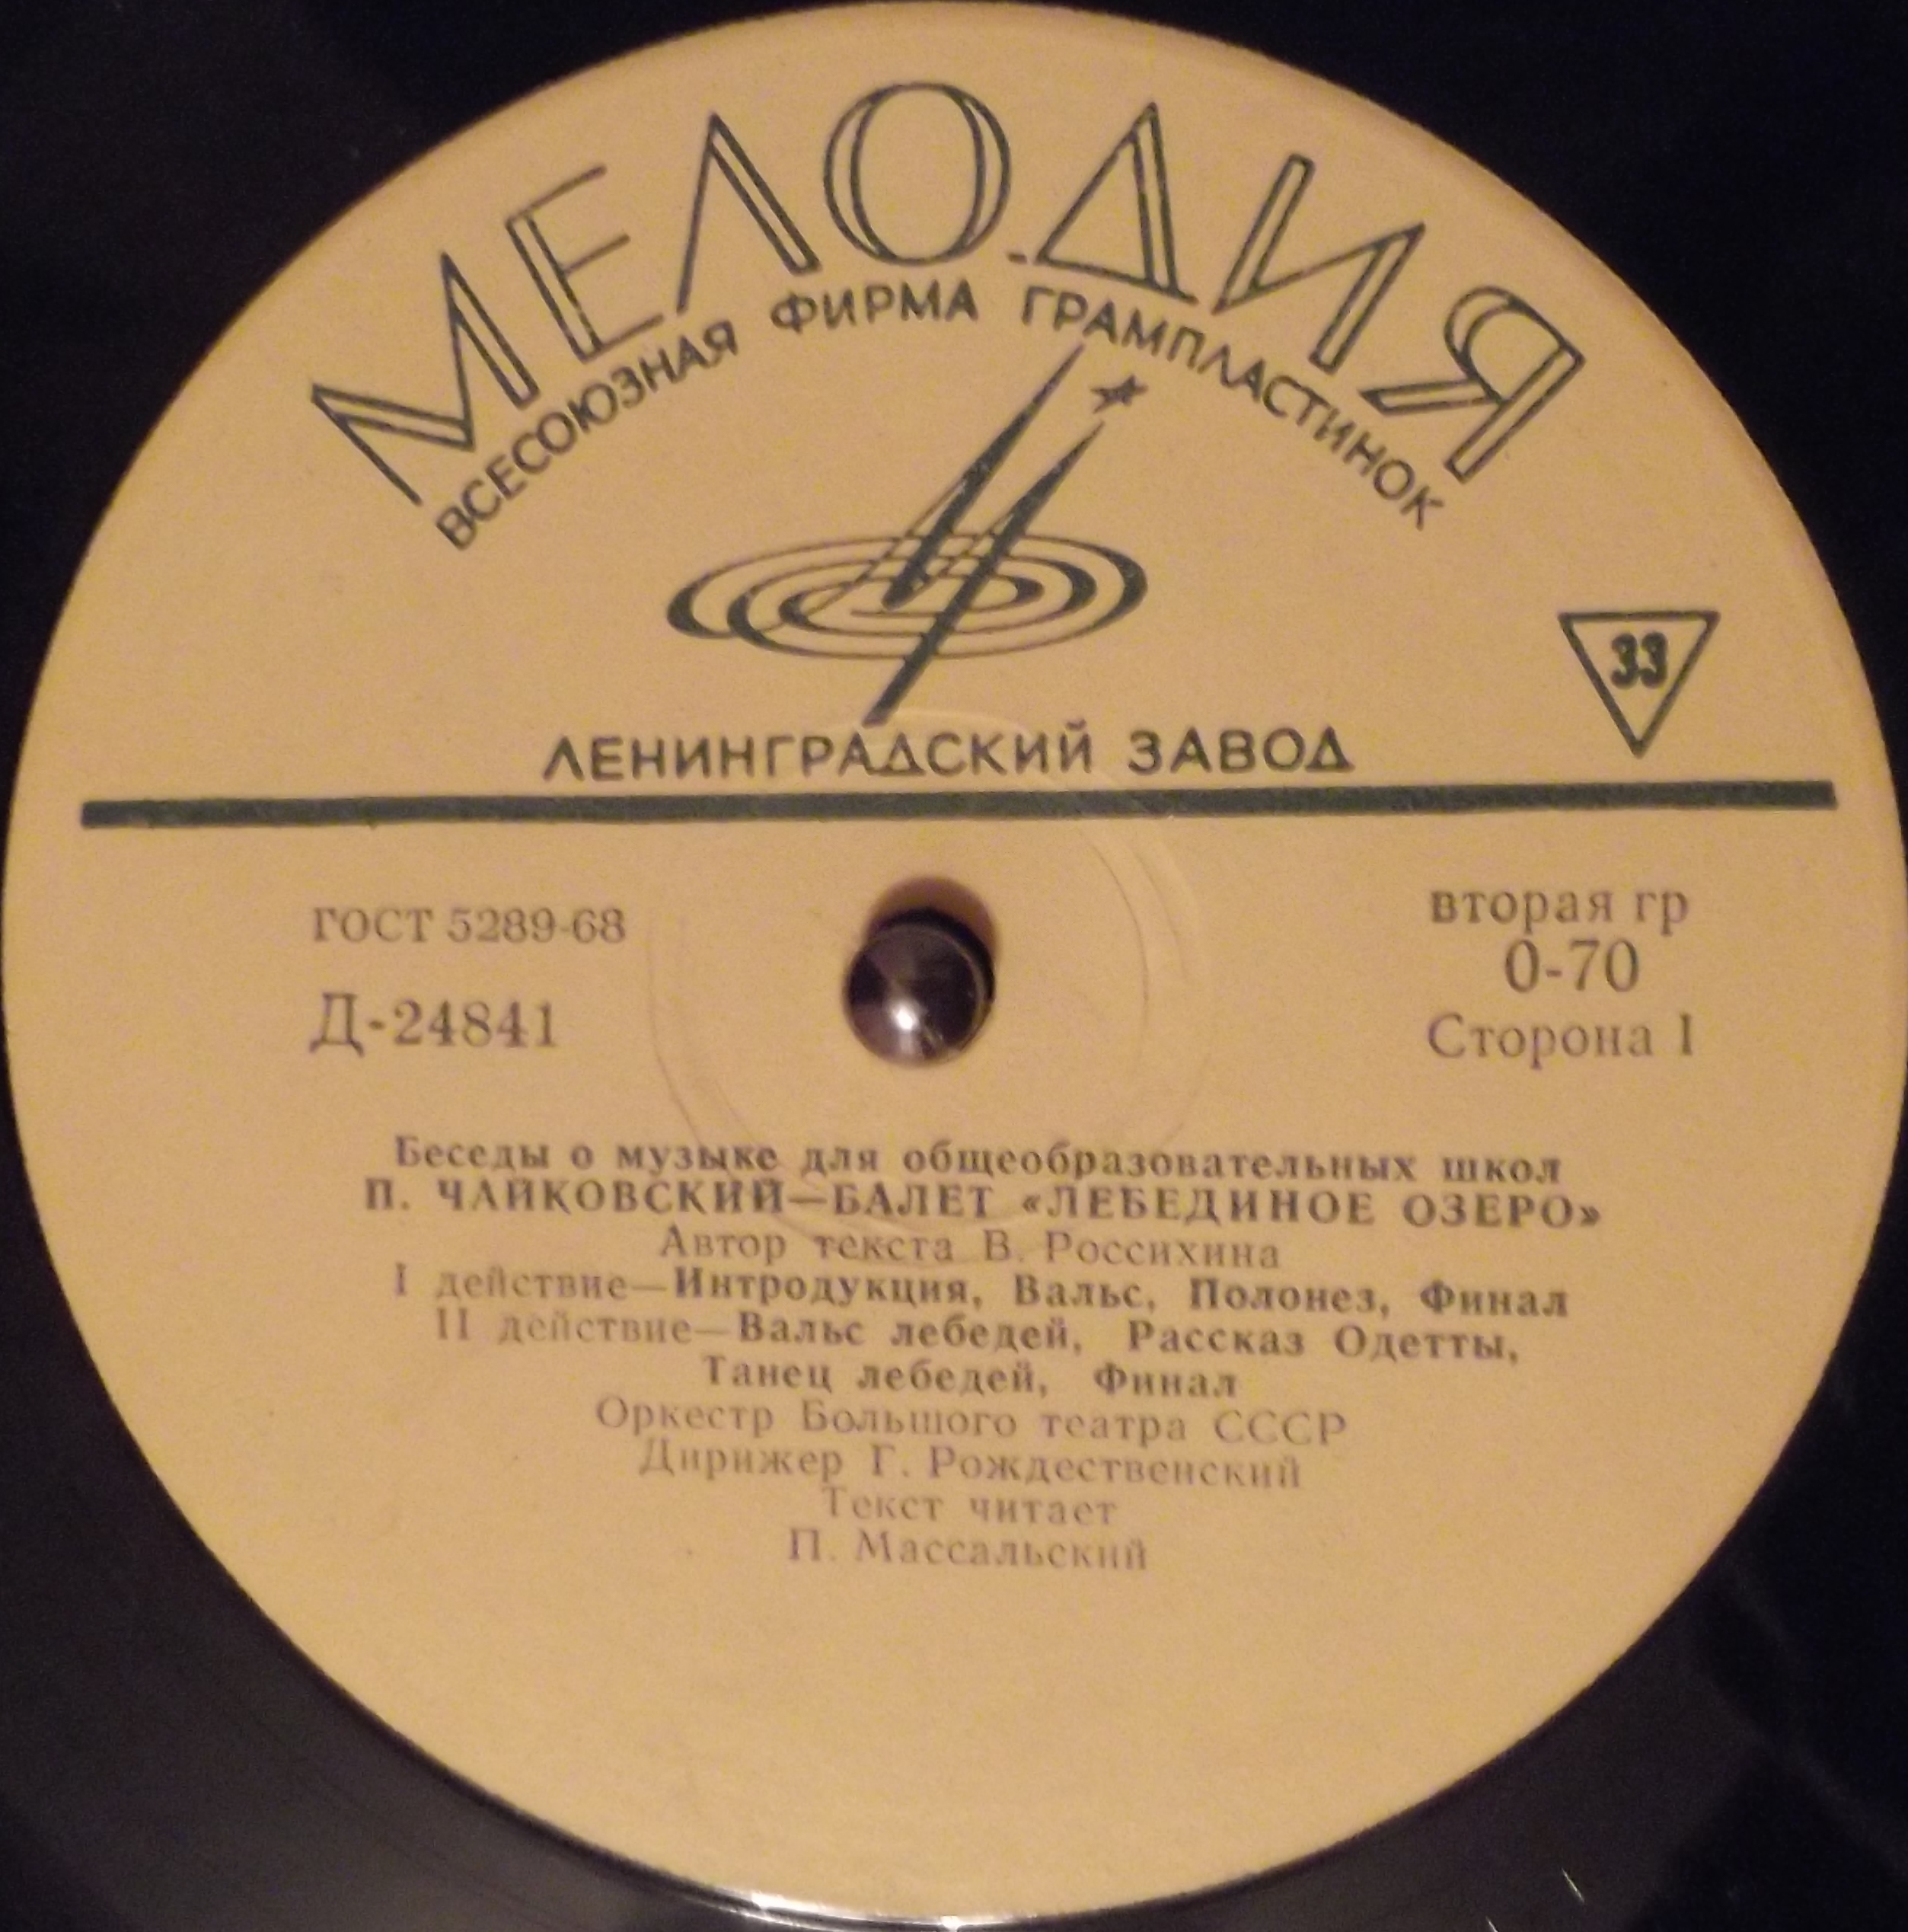 МЕЛОДИЯ
ВСЕСОЮЗНАЯ ФИРМА ГРАМПЛАСТИНОК
33
ЛЕНИНГРАДСКИЙ ЗАВОД
ГОСТ 5289-68
Д-24841
вторая гр
0-70
Сторона 1
Беседы о музыке для общеобразовательных школ
П. ЧАЙКОВСКИЙ—БАЛЕТ «ЛЕБЕДИНОЕ ОЗЕРО»
Автор текста В. Россихина
I действие—Интродукция, Вальс, Полонез, Финал
II действие—Вальс лебедей, Рассказ Одетты,
Танец лебедей, Финал
Оркестр Большого театра СССР
Дирижер Г. Рождественский
Текст читает
П. Массальский